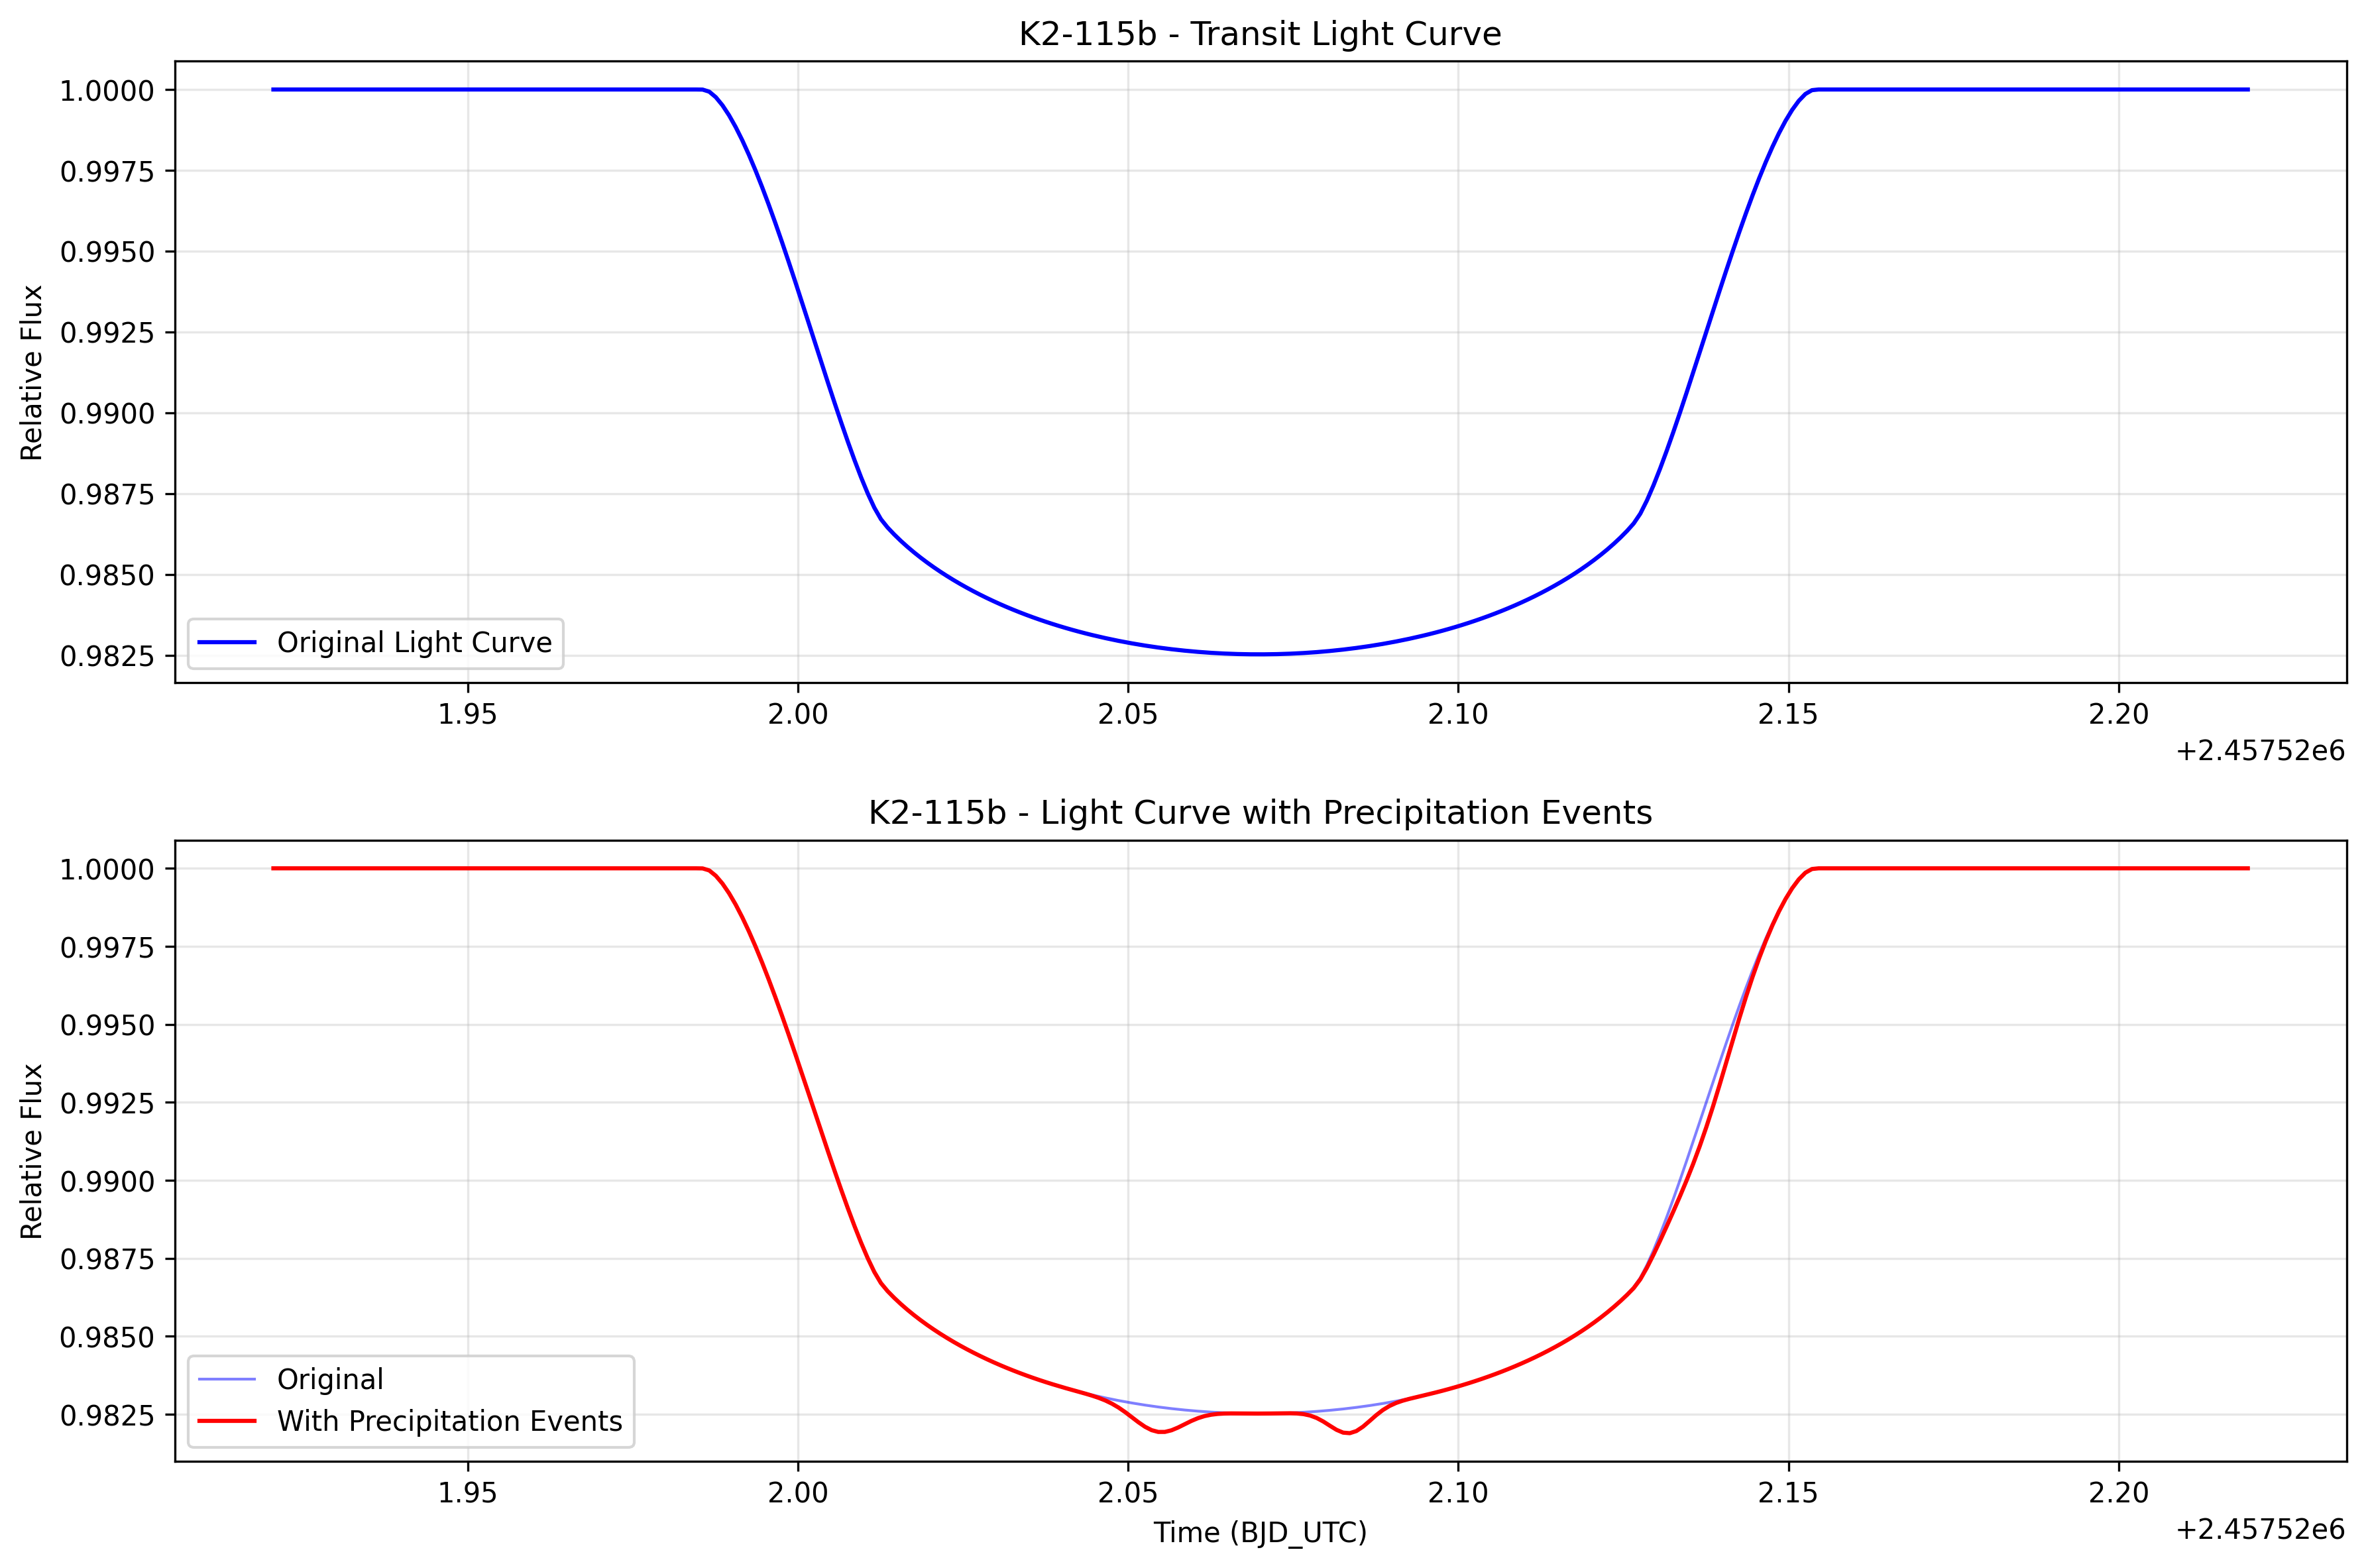 K2-115b - Transit Light Curve
Relative Flux
1.0000
0.9975
0.9950
0.9925
0.9900
0.9875
0.9850
0.9825
Original Light Curve
1.95 2.00 2.05 2.10 2.15 2.20
+2.45752e6
K2-115b - Light Curve with Precipitation Events
Relative Flux
1.0000
0.9975
0.9950
0.9925
0.9900
0.9875
0.9850
0.9825
Original
With Precipitation Events
1.95 2.00 2.05 2.10 2.15 2.20
Time (BJD_UTC)
+2.45752e6